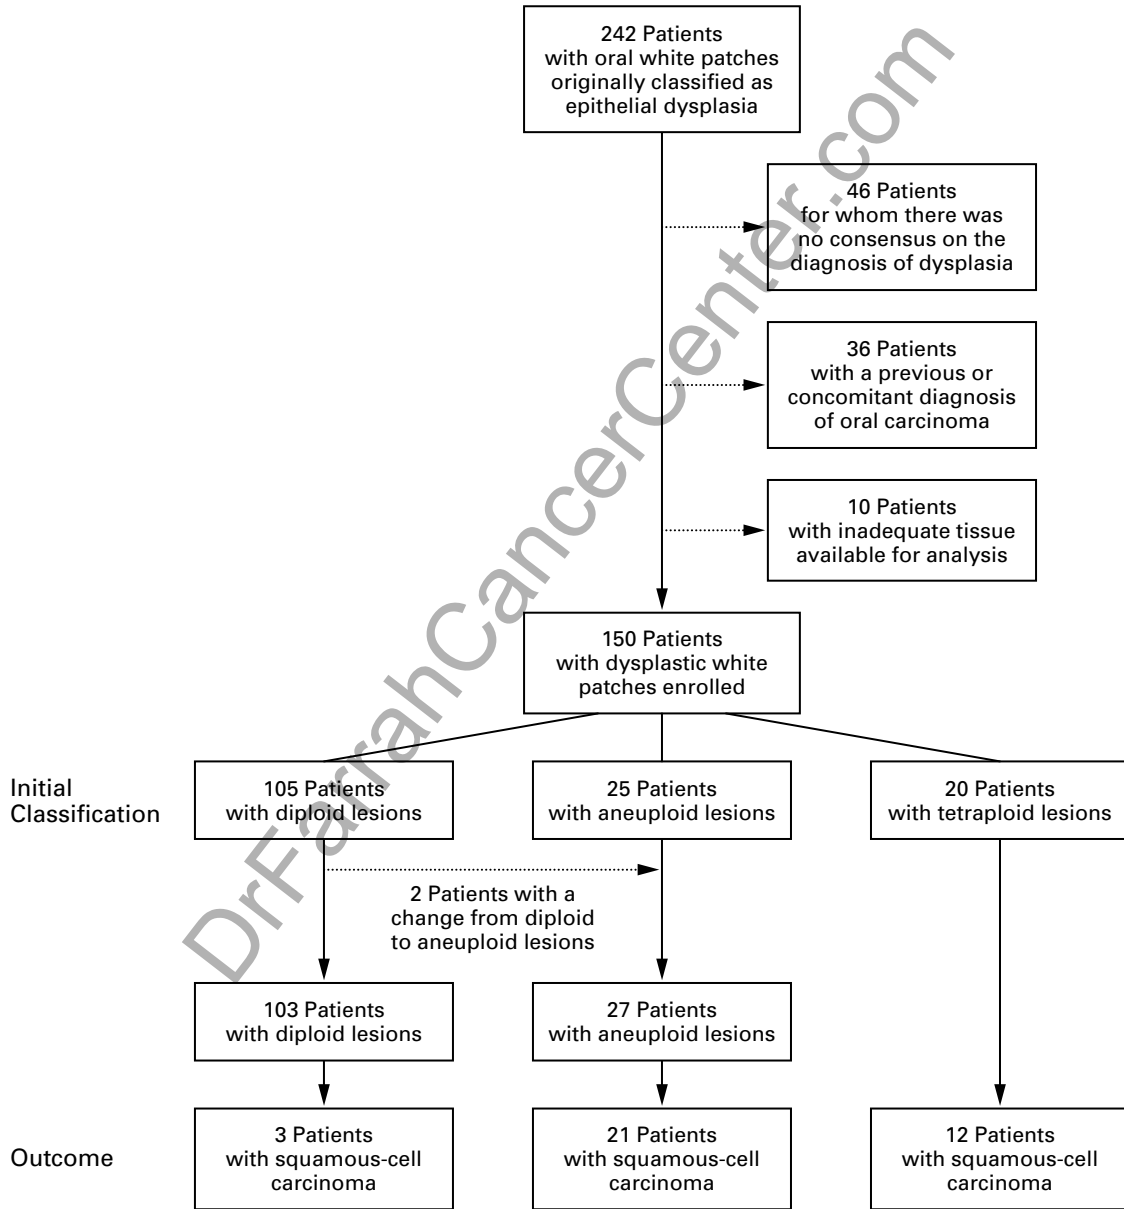 242 Patients
with oral white patches
originally classified as
epithelial dysplasia
46 Patients
for whom there was
no consensus on the
diagnosis of dysplasia
36 Patients
with a previous or
concomitant diagnosis
of oral carcinoma
10 Patients
with inadequate tissue
available for analysis
150 Patients
with dysplastic white
patches enrolled
Initial
Classification
105 Patients
with diploid lesions
25 Patients
with aneuploid lesions
20 Patients
with tetraploid lesions
2 Patients with a
change from diploid
to aneuploid lesions
103 Patients
with diploid lesions
27 Patients
with aneuploid lesions
Outcome
3 Patients
with squamous-cell
carcinoma
21 Patients
with squamous-cell
carcinoma
12 Patients
with squamous-cell
carcinoma
DrFarrahCancerCenter.com